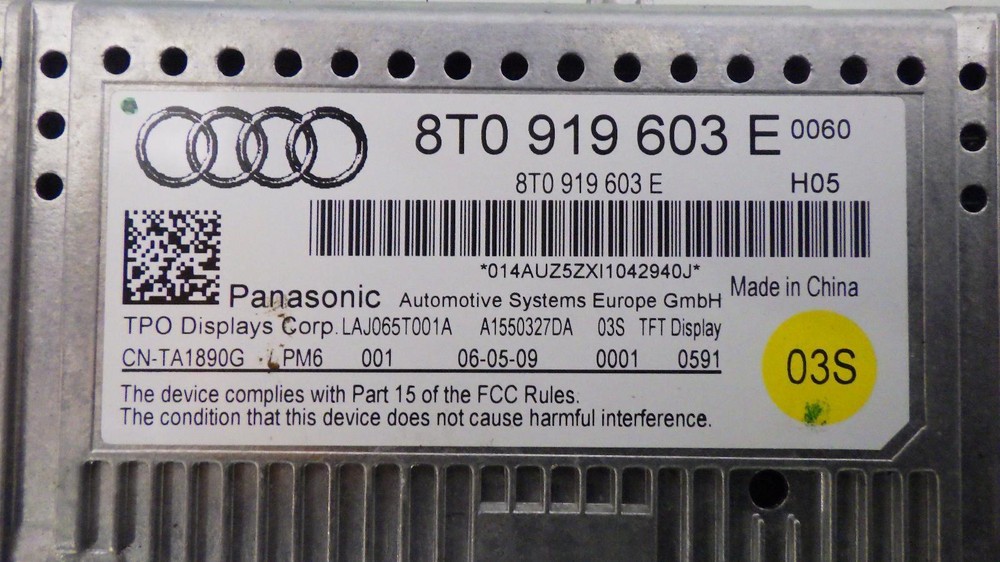 8T0 919 603 E 0060
8T0 919 603 E H05
*014AUZ5ZXI1042940J*
Panasonic Automotive Systems Europe GmbH Made in China
TPO Displays Corp. LAJ065T001A A1550327DA 03S TFT Display
CN-TA1890G LPM6 001 06-05-09 0001 0591
03S
The device complies with Part 15 of the FCC Rules.
The condition that this device does not cause harmful interference.